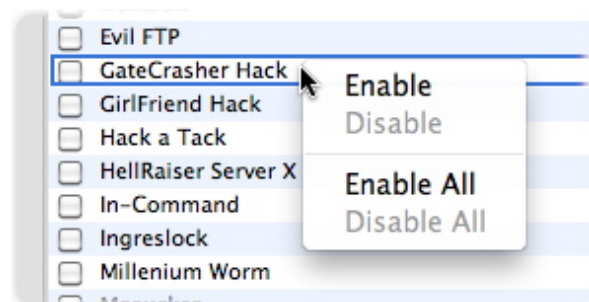 Evil FTP
GateCrasher Hack
GirlFriend Hack
Hack a Tack
HellRaiser Server X
In-Command
Ingreslock
Millenium Worm
Enable
Disable
Enable All
Disable All